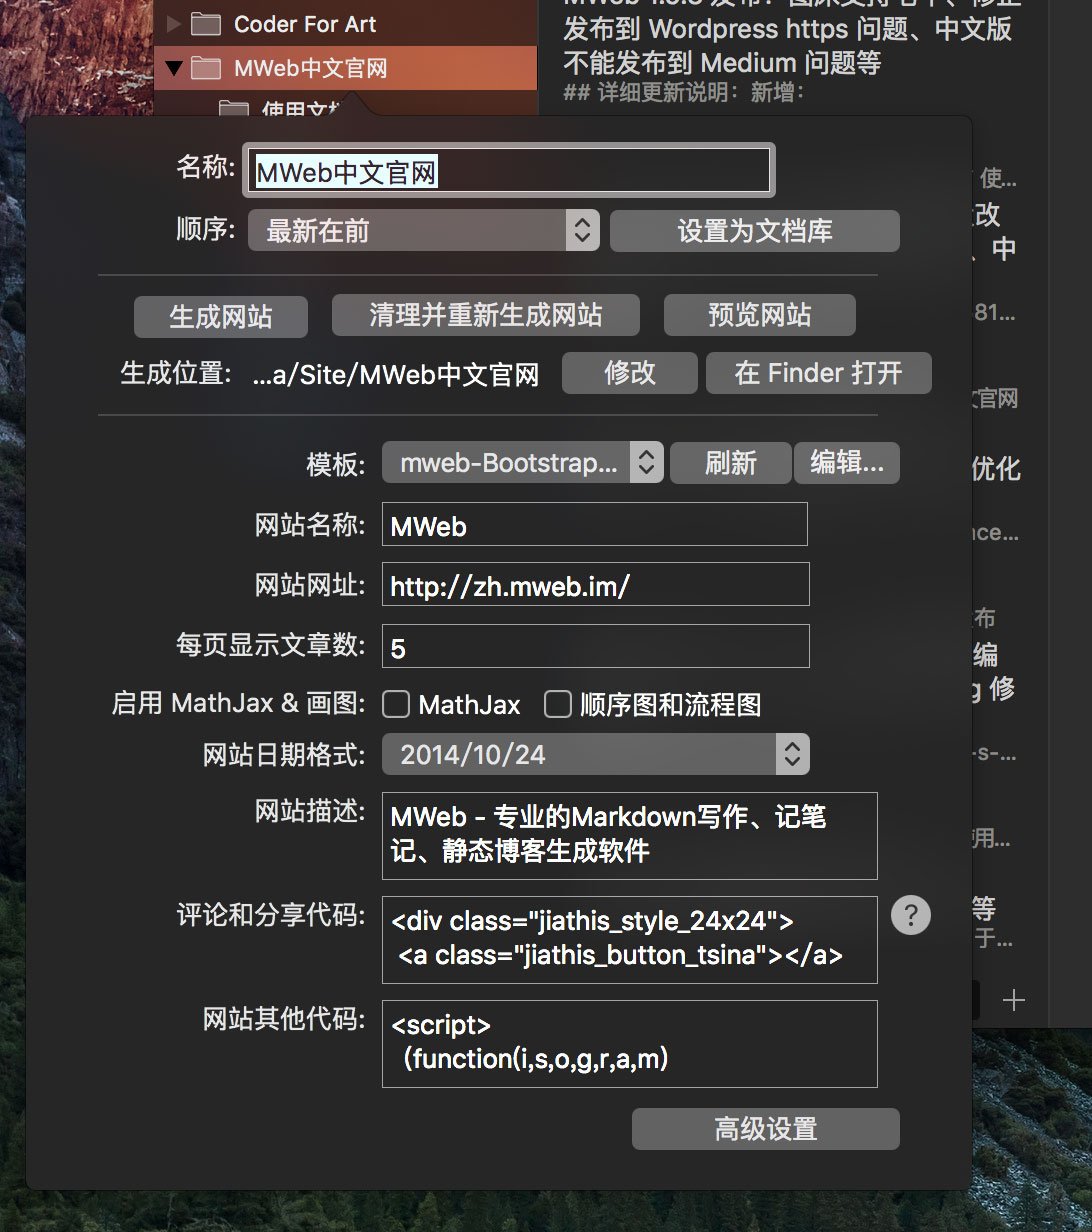 Coder For Art
MWeb中文官网
使用文档
发布到 Wordpress https 问题、中文版
不能发布到 Medium 问题等
## 详细更新说明：新增：
名称:
MWeb中文官网
顺序:
最新在前
设置为文档库
生成网站
清理并重新生成网站
预览网站
生成位置:
...a/Site/MWeb中文官网
修改
在 Finder 打开
模板:
mweb-Bootstrap...
刷新
编辑...
网站名称:
MWeb
网站网址:
http://zh.mweb.im/
每页显示文章数:
5
启用 MathJax & 画图:
MathJax
顺序图和流程图
网站日期格式:
2014/10/24
网站描述:
MWeb - 专业的Markdown写作、记笔
记、静态博客生成软件
评论和分享代码:
<div class="jiathis_style_24x24">
<a class="jiathis_button_tsina"></a>
?
网站其他代码:
<script>
(function(i,s,o,g,r,a,m)
高级设置
使...
改
、中
81...
官网
优化
nce...
布
编
g 修
-s-...
用...
等
于...